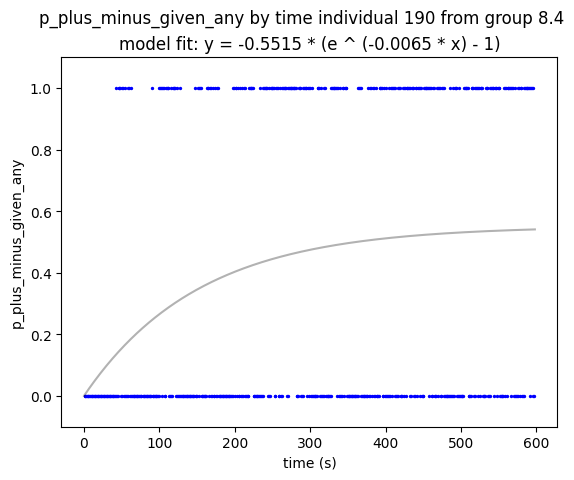 p_plus_minus_given_any by time individual 190 from group 8.4
model fit: y = -0.5515 * (e ^ (-0.0065 * x) - 1)
1.0
0.8
0.6
0.4
0.2
0.0
p_plus_minus_given_any
0 100 200 300 400 500 600
time (s)